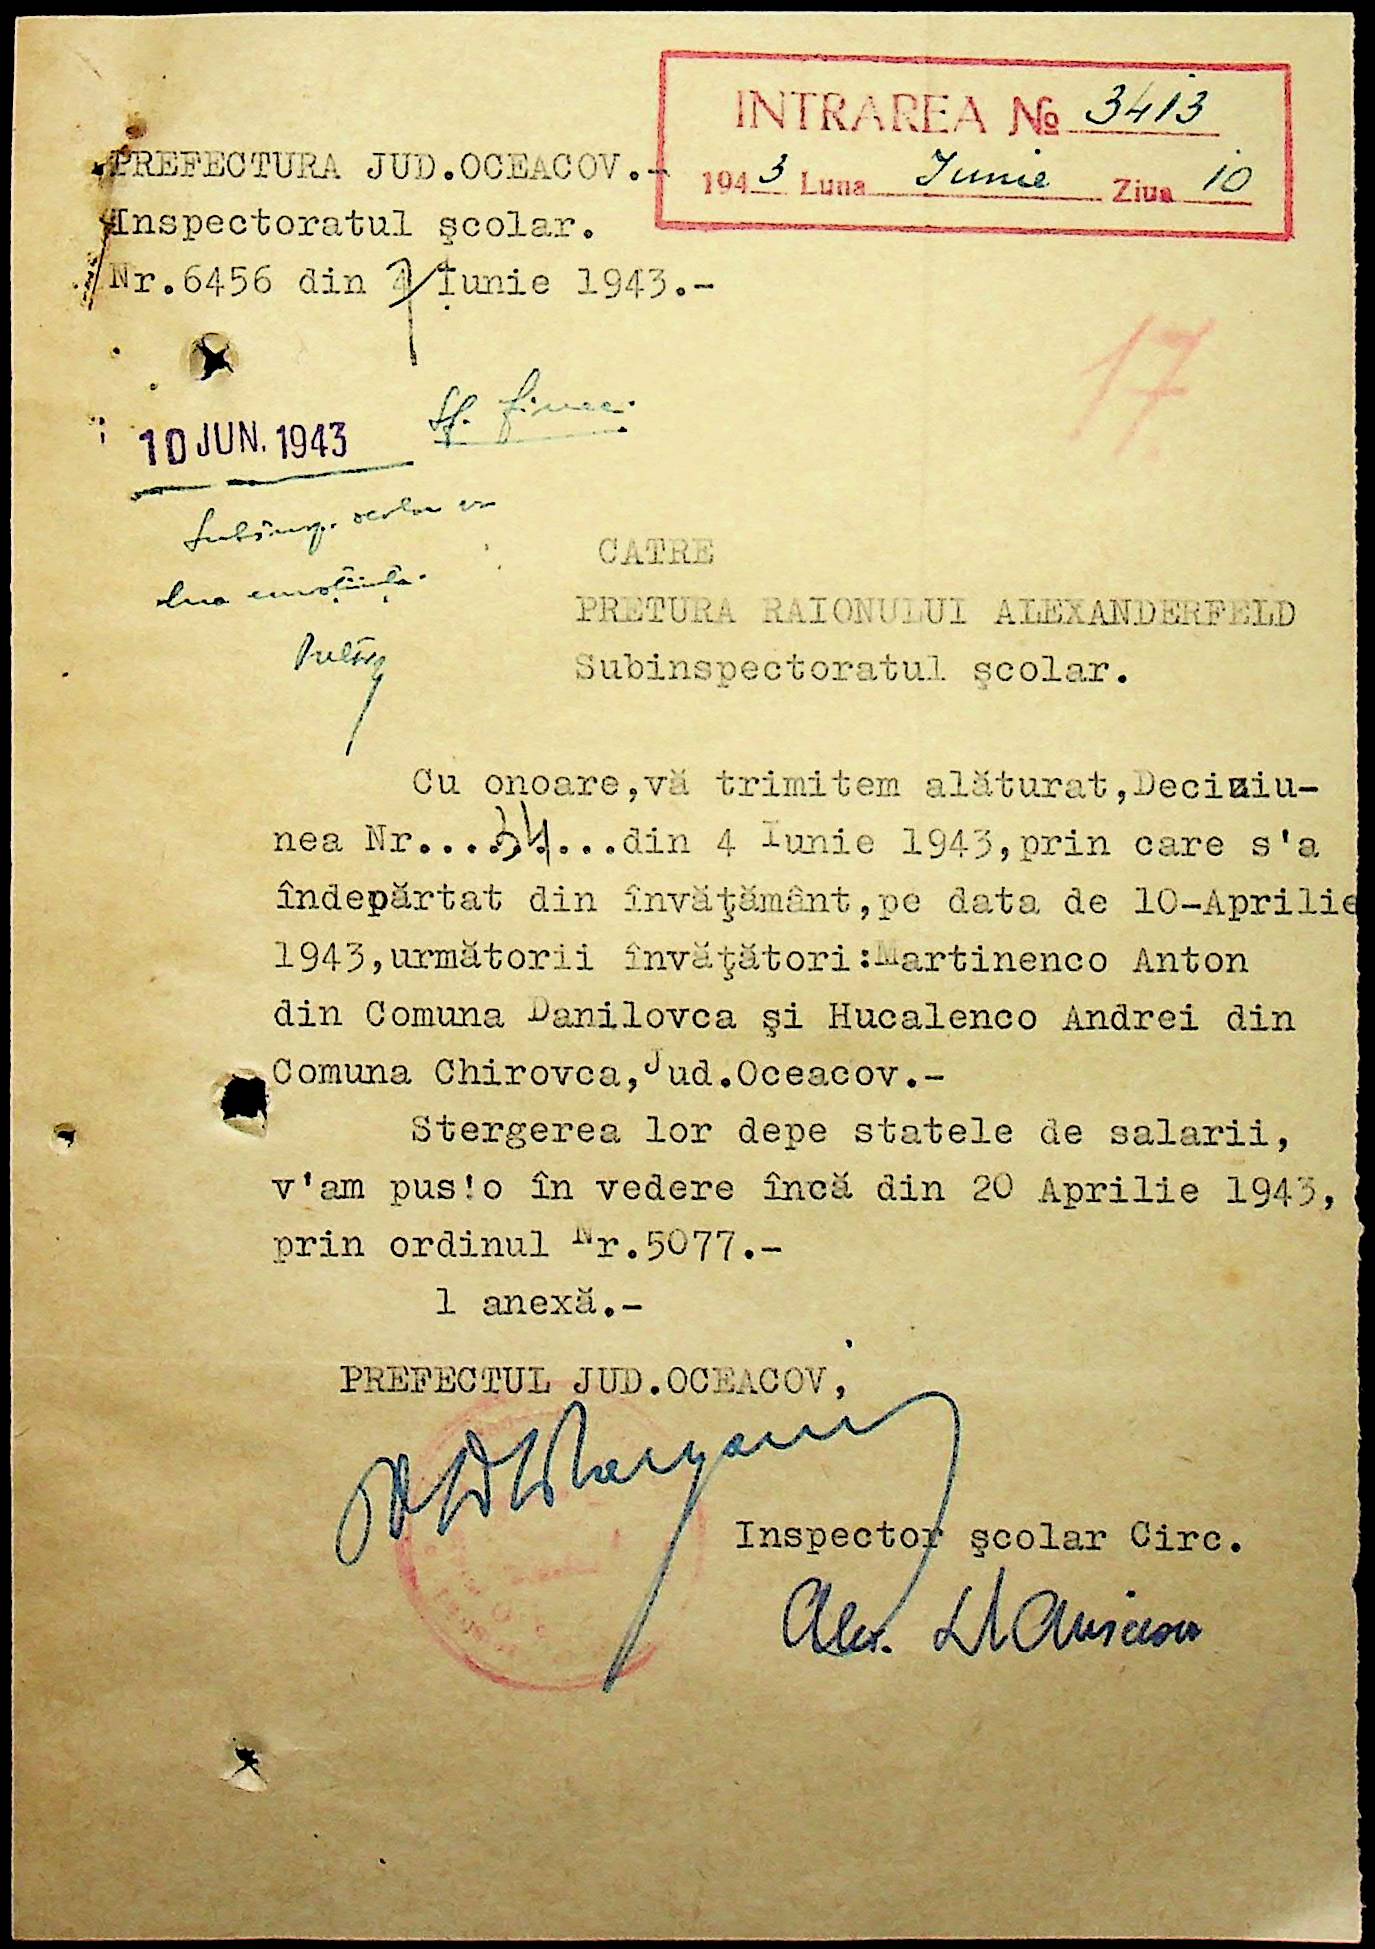 INTRAREA № 3413
1943 Luna Iunie Ziua 10
PREFECTURA JUD.OCEACOV.-
Inspectoratul şcolar.
Nr.6456 din Iunie 1943.-
17
10 JUN. 1943
CATRE
PRETURA RAIONULUI ALEXANDERFELD
Subinspectoratul şcolar.
Cu onoare,vă trimitem alăturat,Deciziu-
nea Nr....34...din 4 Iunie 1943,prin care s'a
îndepărtat din învăţământ,pe data de 10-Aprilie
1943,următorii învăţători:Martinenco Anton
din Comuna Danilovca şi Hucalenco Andrei din
Comuna Chirovca,Jud.Oceacov.-
Stergerea lor depe statele de salarii,
v'am pus!o în vedere încă din 20 Aprilie 1943,
prin ordinul Nr.5077.-
1 anexă.-
PREFECTUL JUD.OCEACOV,
Inspector şcolar Circ.
Alex.